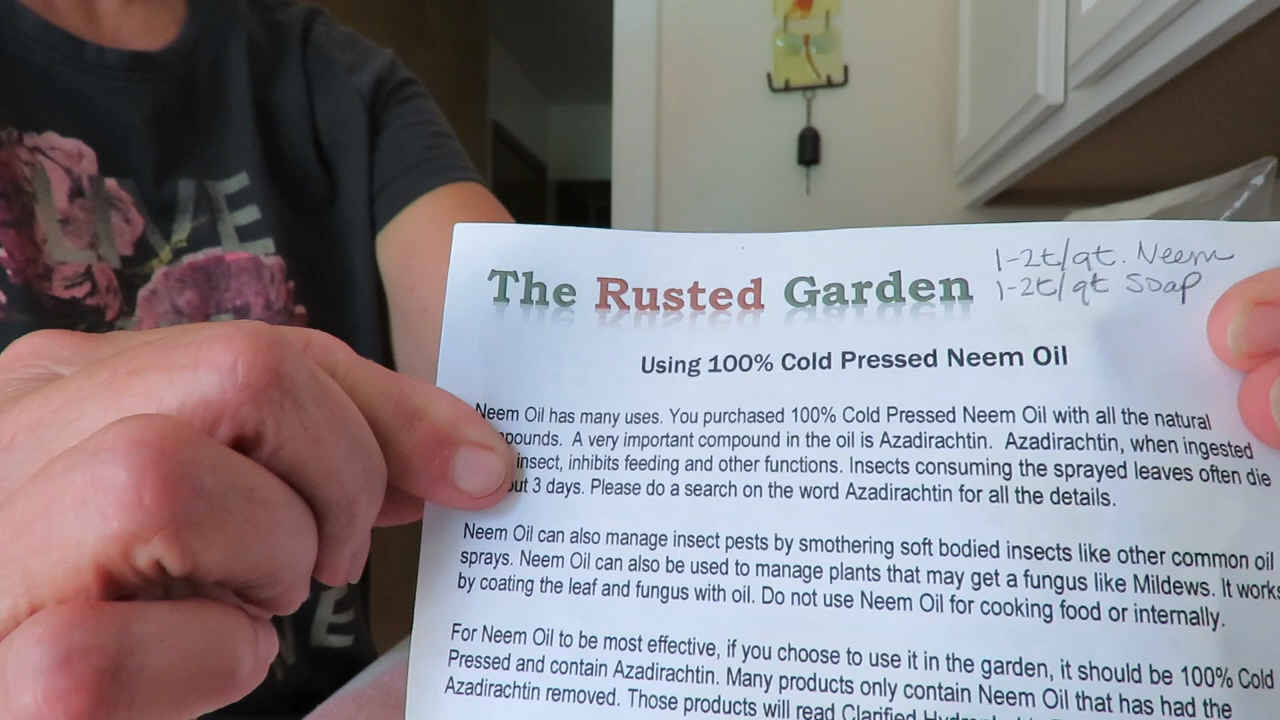 LIVE
The Rusted Garden
1-2t/qt. Neem
1-2t/qt Soap
Using 100% Cold Pressed Neem Oil
Neem Oil has many uses. You purchased 100% Cold Pressed Neem Oil with all the natural
pounds. A very important compound in the oil is Azadirachtin. Azadirachtin, when ingested
insect, inhibits feeding and other functions. Insects consuming the sprayed leaves often die
out 3 days. Please do a search on the word Azadirachtin for all the details.
Neem Oil can also manage insect pests by smothering soft bodied insects like other common oil
sprays. Neem Oil can also be used to manage plants that may get a fungus like Mildews. It works
by coating the leaf and fungus with oil. Do not use Neem Oil for cooking food or internally.
For Neem Oil to be most effective, if you choose to use it in the garden, it should be 100% Cold
Pressed and contain Azadirachtin. Many products only contain Neem Oil that has had the
Azadirachtin removed. Those products will read Clarified